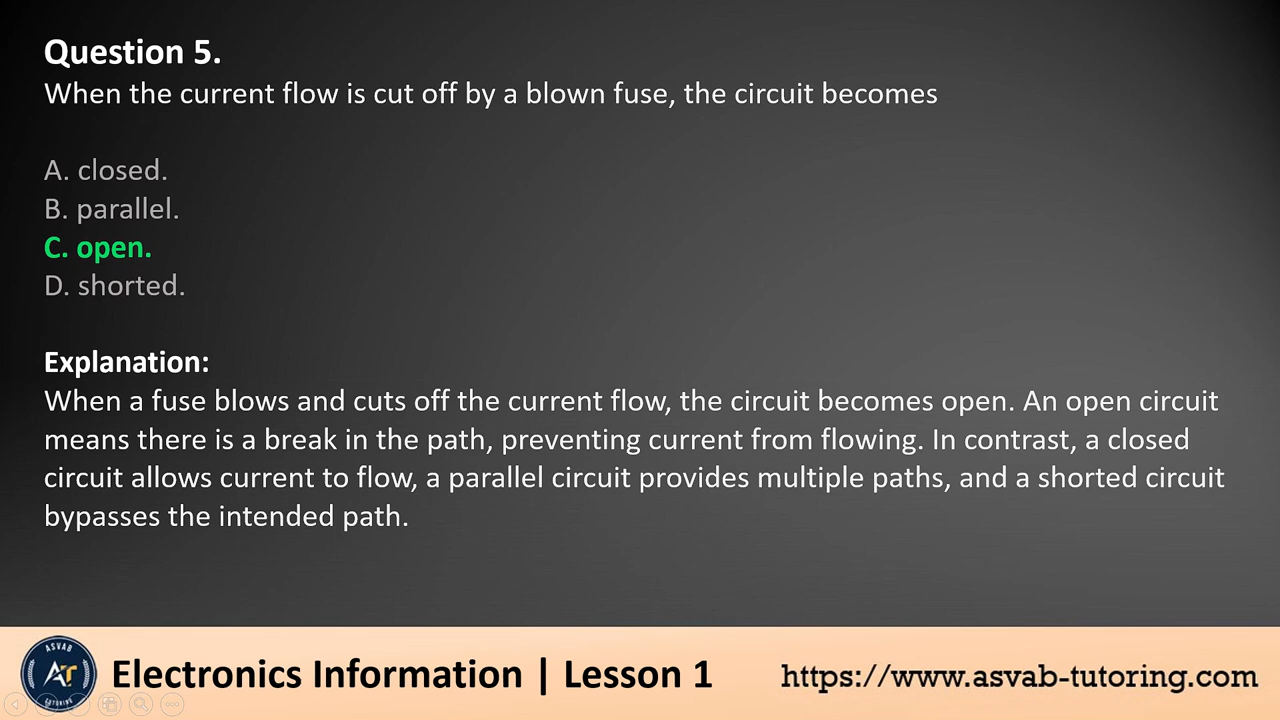 Question 5.
When the current flow is cut off by a blown fuse, the circuit becomes
A. closed.
B. parallel.
C. open.
D. shorted.
Explanation:
When a fuse blows and cuts off the current flow, the circuit becomes open. An open circuit
means there is a break in the path, preventing current from flowing. In contrast, a closed
circuit allows current to flow, a parallel circuit provides multiple paths, and a shorted circuit
bypasses the intended path.
ASVAB
AT
TUTORING
Electronics Information | Lesson 1
https://www.asvab-tutoring.com